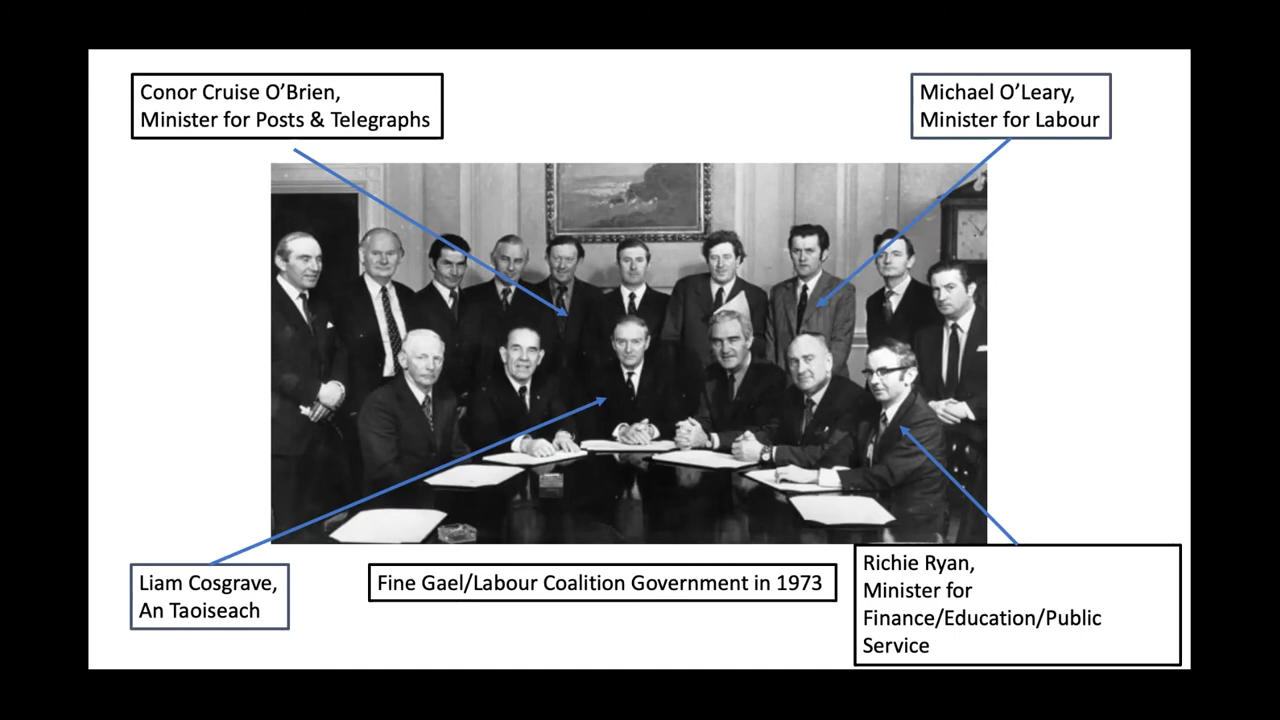 Conor Cruise O’Brien,
Minister for Posts & Telegraphs
Michael O’Leary,
Minister for Labour
Liam Cosgrave,
An Taoiseach
Fine Gael/Labour Coalition Government in 1973
Richie Ryan,
Minister for
Finance/Education/Public
Service